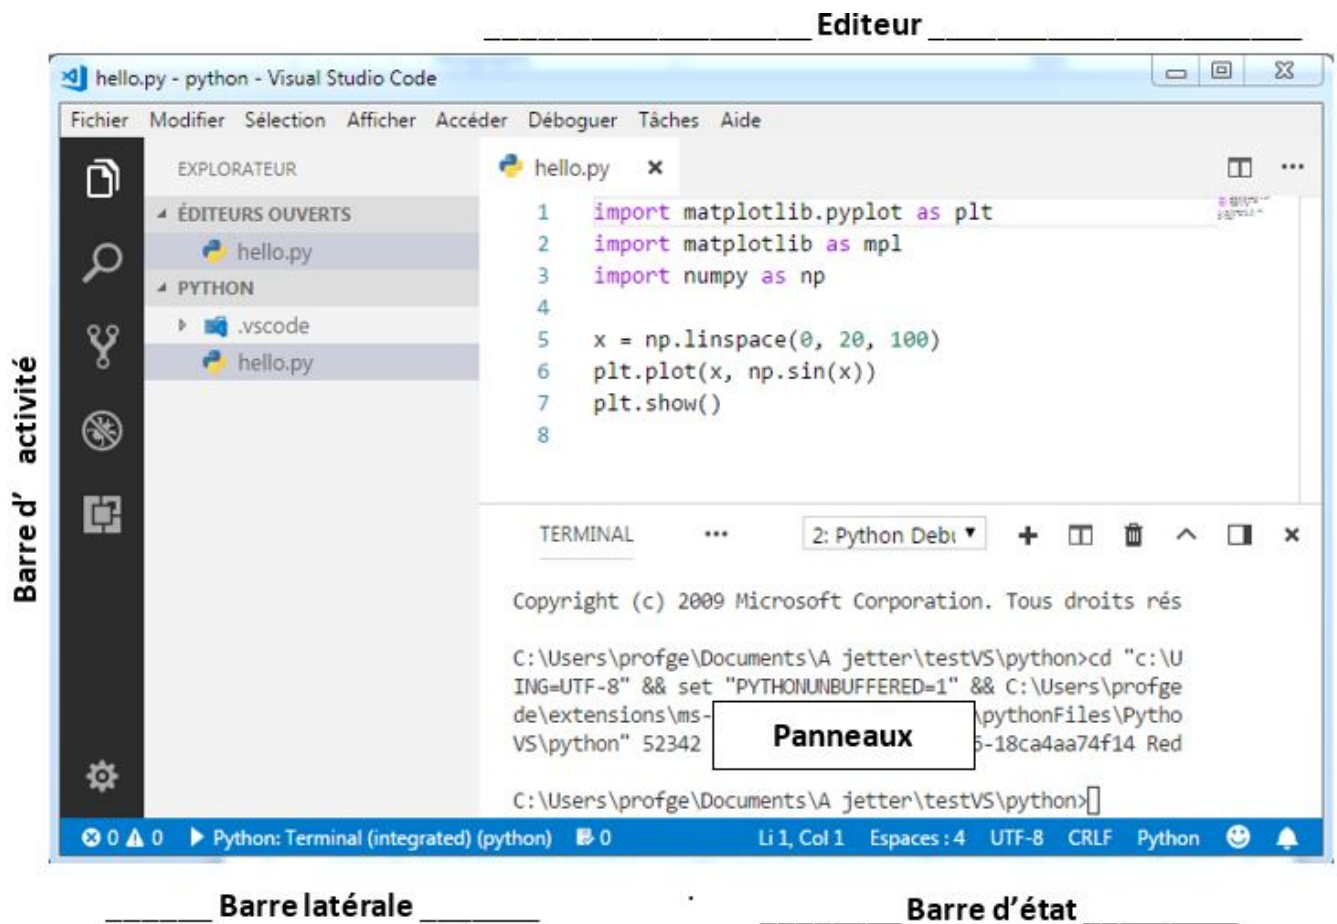 Editeur
hello.py - python - Visual Studio Code
Fichier Modifier Sélection Afficher Accéder Déboguer Tâches Aide
EXPLORATEUR
ÉDITEURS OUVERTS
hello.py
PYTHON
.vscode
hello.py
hello.py
1 import matplotlib.pyplot as plt
2 import matplotlib as mpl
3 import numpy as np
4
5 x = np.linspace(0, 20, 100)
6 plt.plot(x, np.sin(x))
7 plt.show()
8
TERMINAL ... 2: Python Debu
Copyright (c) 2009 Microsoft Corporation. Tous droits rés
C:\Users\profge\Documents\A jetter\testVS\python>cd "c:\U
ING=UTF-8" && set "PYTHONUNBUFFERED=1" && C:\Users\profge
de\extensions\ms- \pythonFiles\Pytho
VS\python" 52342 -18ca4aa74f14 Red
Panneaux
C:\Users\profge\Documents\A jetter\testVS\python>
0 0 Python: Terminal (integrated) (python) 0 Li 1, Col 1 Espaces : 4 UTF-8 CRLF Python
Barre d' activité
Barre latérale
Barre d'état